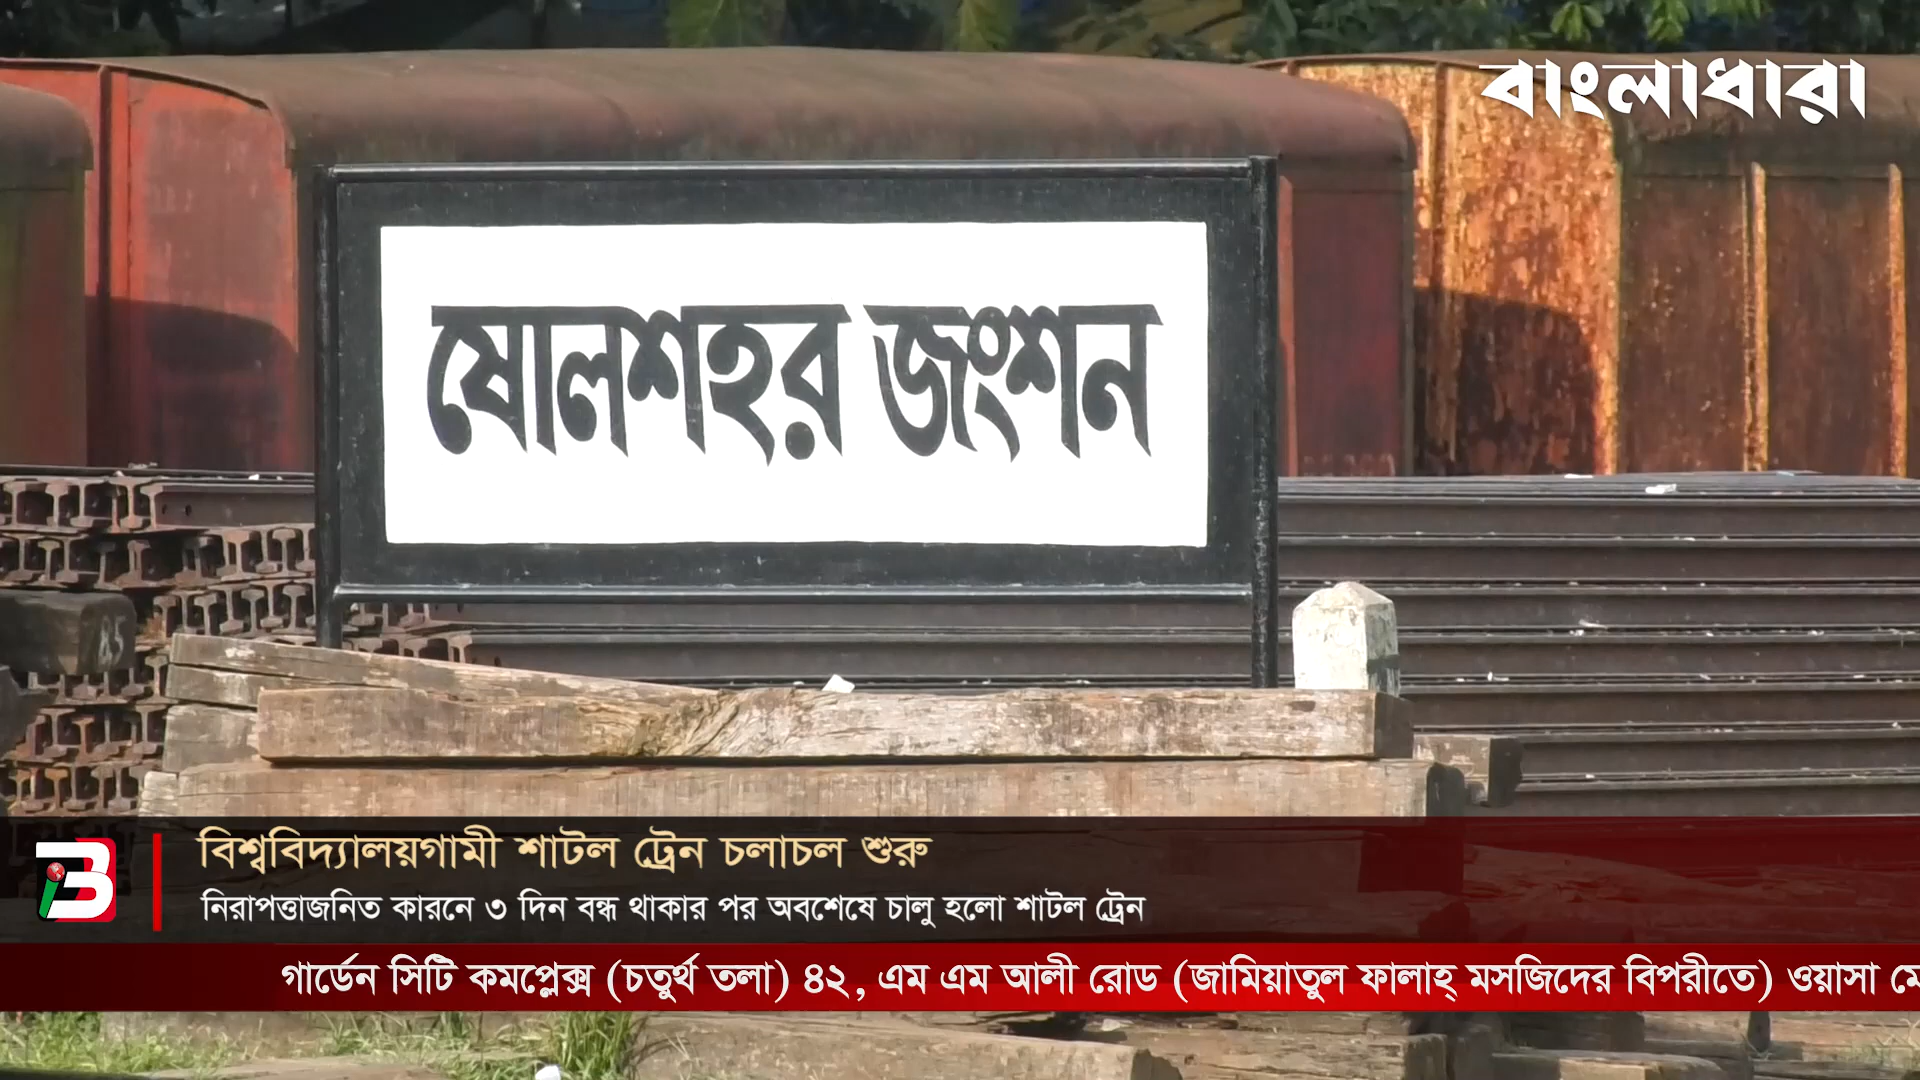 বাংলাধারা
ষোলশহর জংশন
৪৫
বিশ্ববিদ্যালয়গামী শাটল ট্রেন চলাচল শুরু
নিরাপত্তাজনিত কারনে ৩ দিন বন্ধ থাকার পর অবশেষে চালু হলো শাটল ট্রেন
গার্ডেন সিটি কমপ্লেক্স (চতুর্থ তলা) ৪২, এম এম আলী রোড (জামিয়াতুল ফালাহ্ মসজিদের বিপরীতে) ওয়াসা